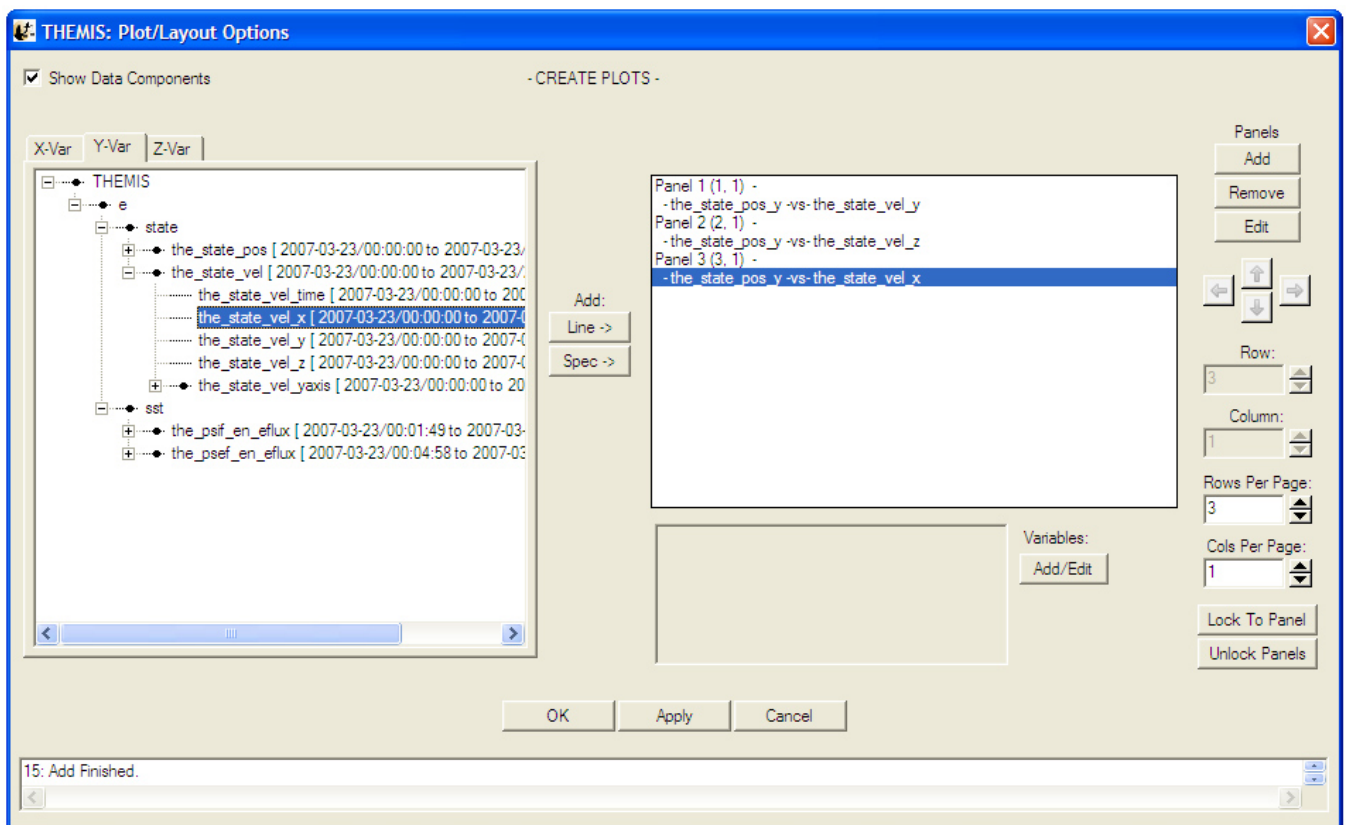 THEMIS: Plot/Layout Options
Show Data Components
- CREATE PLOTS -
X-Var
Y-Var
Z-Var
THEMIS
e
state
the_state_pos [ 2007-03-23/00:00:00 to 2007-03-23/
the_state_vel [ 2007-03-23/00:00:00 to 2007-03-23/
the_state_vel_time [ 2007-03-23/00:00:00 to 200
the_state_vel_x [ 2007-03-23/00:00:00 to 2007-0
the_state_vel_y [ 2007-03-23/00:00:00 to 2007-0
the_state_vel_z [ 2007-03-23/00:00:00 to 2007-0
the_state_vel_yaxis [ 2007-03-23/00:00:00 to 20
sst
the_psif_en_eflux [ 2007-03-23/00:01:49 to 2007-03-
the_psef_en_eflux [ 2007-03-23/00:04:58 to 2007-03
Add:
Line ->
Spec ->
Panel 1 (1, 1) -
- the_state_pos_y -vs- the_state_vel_y
Panel 2 (2, 1) -
- the_state_pos_y -vs- the_state_vel_z
Panel 3 (3, 1) -
- the_state_pos_y -vs- the_state_vel_x
Variables:
Add/Edit
Panels
Add
Remove
Edit
Row:
3
Column:
1
Rows Per Page:
3
Cols Per Page:
1
Lock To Panel
Unlock Panels
OK
Apply
Cancel
15: Add Finished.